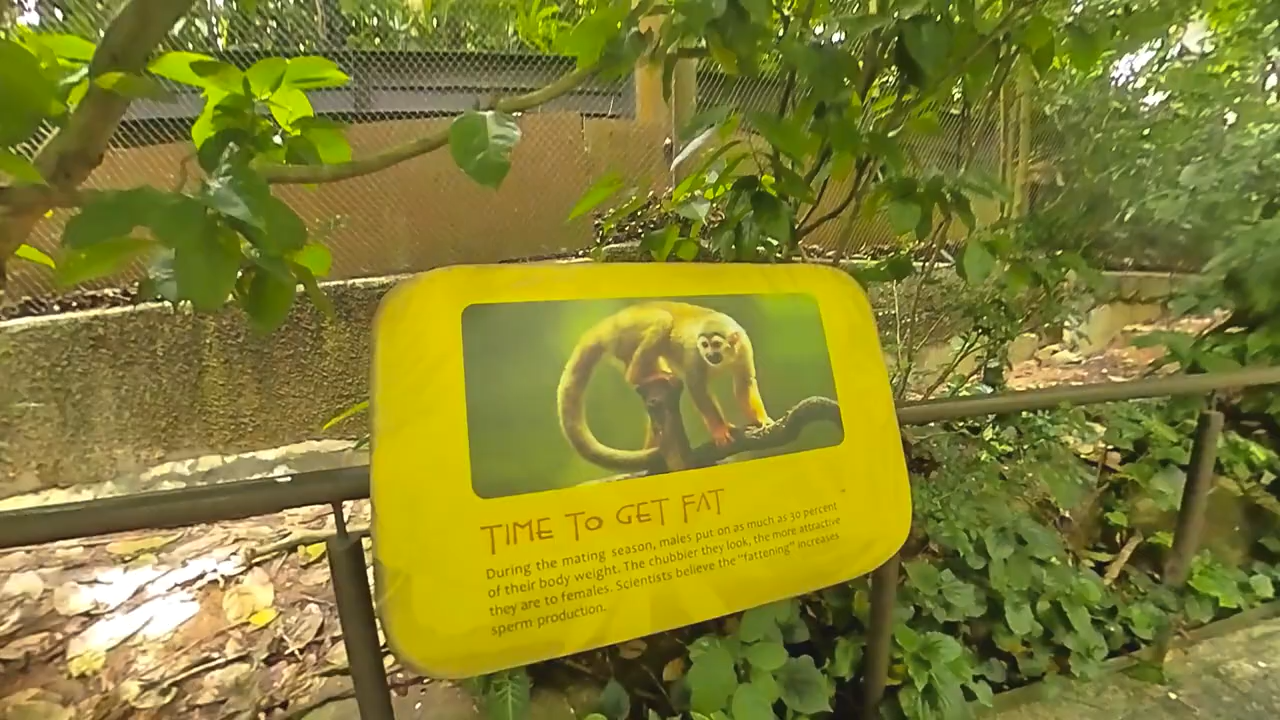 TIME TO GET FAT
During the mating season, males put on as much as 30 percent
of their body weight. The chubbier they look, the more attractive
they are to females. Scientists believe the "fattening" increases
sperm production.